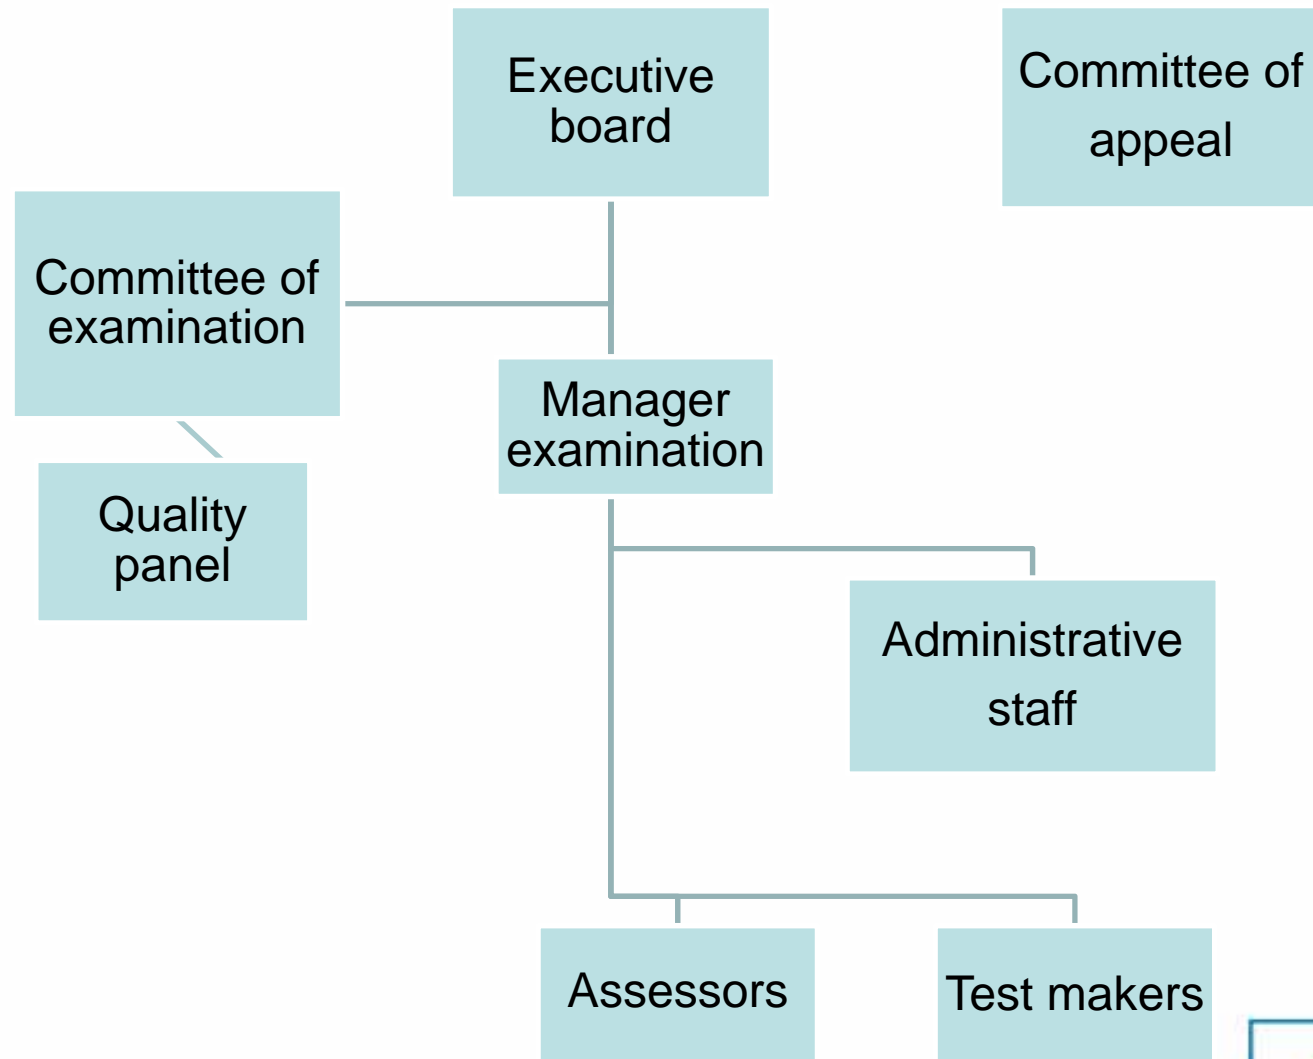 Executive
board
Committee of
appeal
Committee of
examination
Manager
examination
Quality
panel
Administrative
staff
Assessors
Test makers